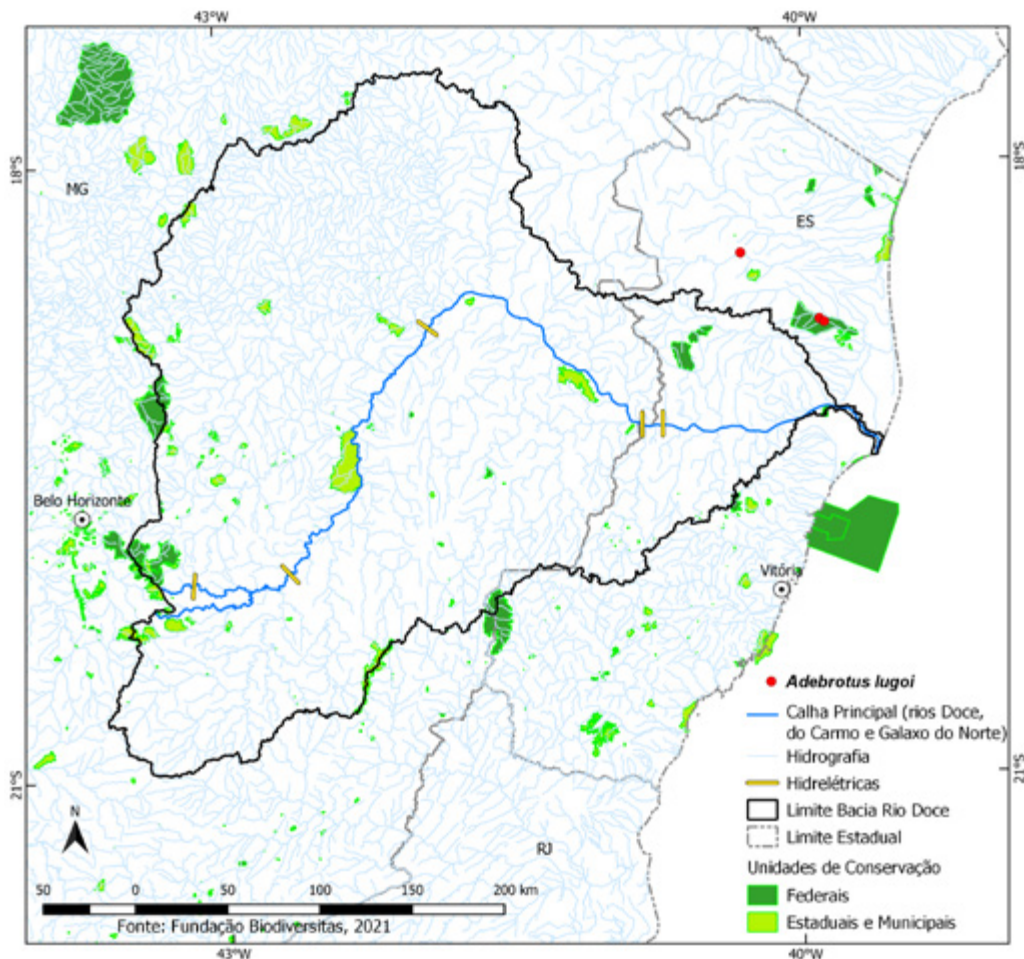 43°W
40°W
18°S
18°S
MG
ES
Belo Horizonte
Vitória
Adebrotus lugoi
Calha Principal (rios Doce,
do Carmo e Galaxo do Norte)
Hidrografia
Hidrelétricas
Limite Bacia Rio Doce
Limite Estadual
Unidades de Conservação
Federais
Estaduais e Municipais
21°S
21°S
N
RJ
50 0 50 100 150 200 km
Fonte: Fundação Biodiversitas, 2021
43°W
40°W